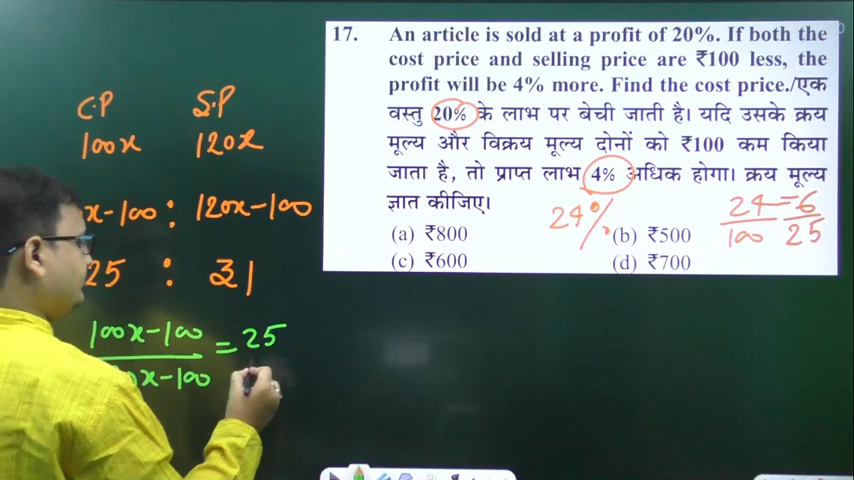 17. An article is sold at a profit of 20%. If both the
cost price and selling price are ₹100 less, the
profit will be 4% more. Find the cost price./एक
वस्तु 20% के लाभ पर बेची जाती है। यदि उसके क्रय
मूल्य और विक्रय मूल्य दोनों को ₹100 कम किया
जाता है, तो प्राप्त लाभ 4% अधिक होगा। क्रय मूल्य
ज्ञात कीजिए।
(a) ₹800 (b) ₹500
(c) ₹600 (d) ₹700
24%
24/100 = 6/25
C.P S.P
100x 120x
x-100 : 120x-100
25 : 31
100x-100
= 25
x-100